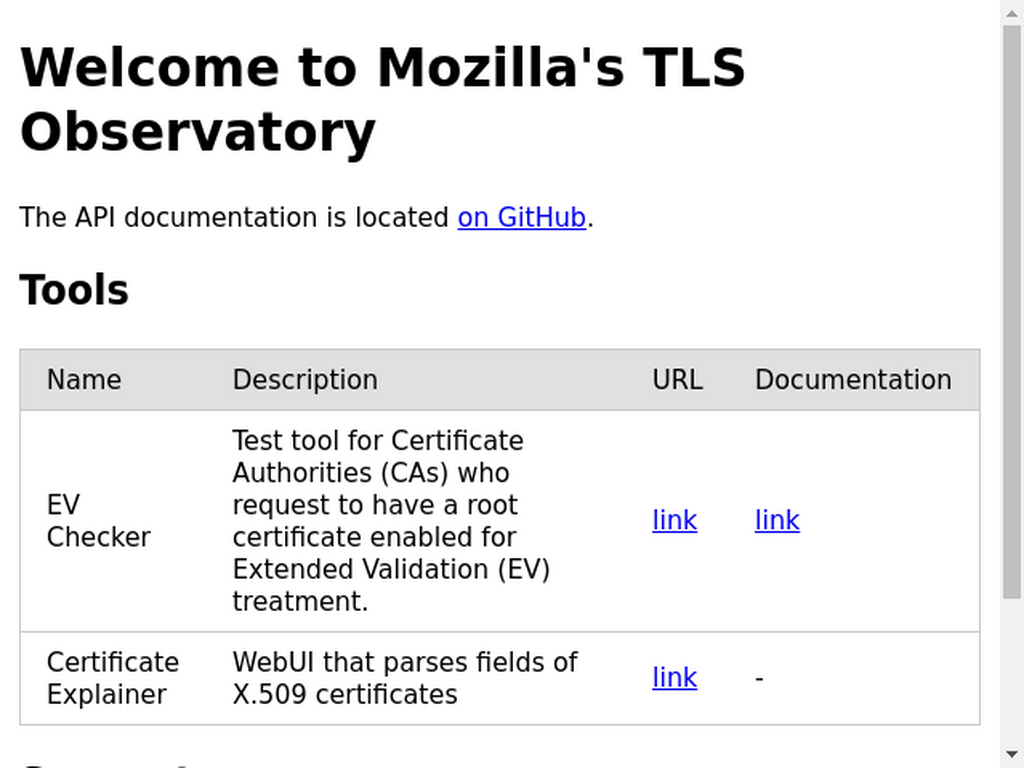 Welcome to Mozilla's TLS
Observatory
The API documentation is located on GitHub.
Tools
Name Description URL Documentation
EV
Checker
Test tool for Certificate
Authorities (CAs) who
request to have a root
certificate enabled for
Extended Validation (EV)
treatment.
link
link
Certificate
Explainer
WebUI that parses fields of
X.509 certificates
link
-